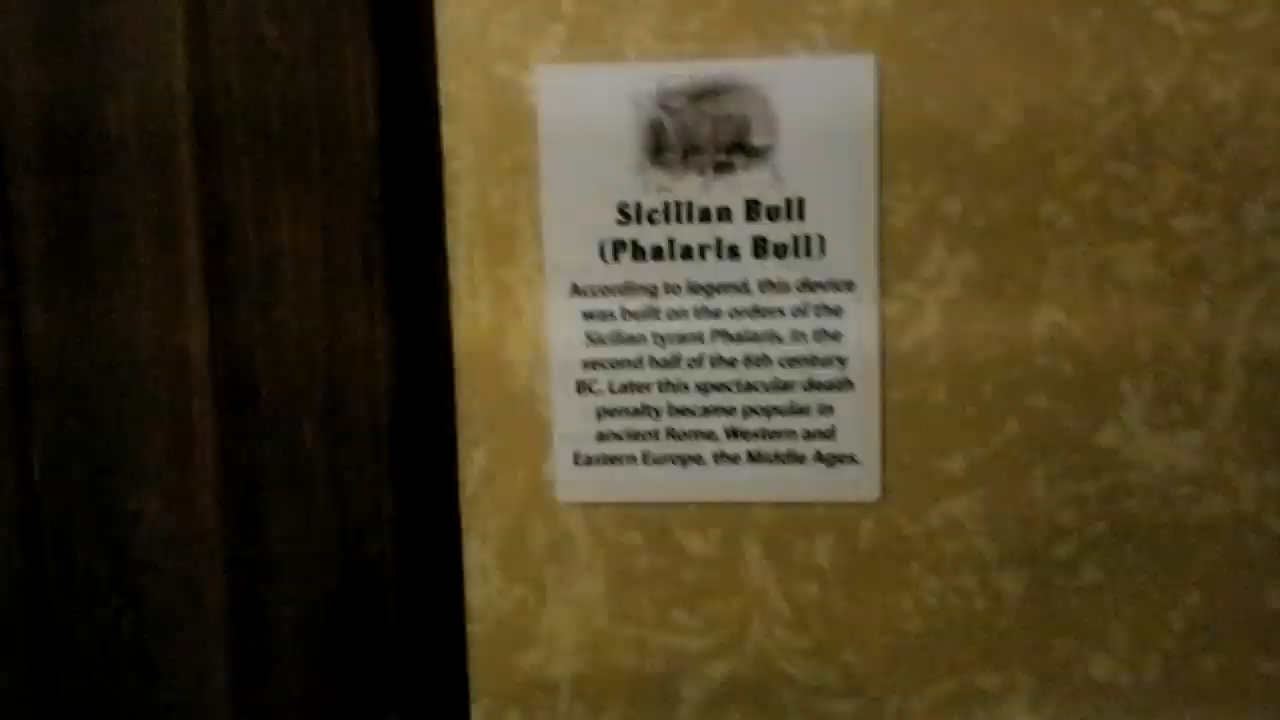 Sicilian Bull
(Phalaris Bull)
According to legend, this device
was built on the orders of the
Sicilian tyrant Phalaris, in the
second half of the 6th century
BC. Later this spectacular death
penalty became popular in
ancient Rome, Western and
Eastern Europe, the Middle Ages.